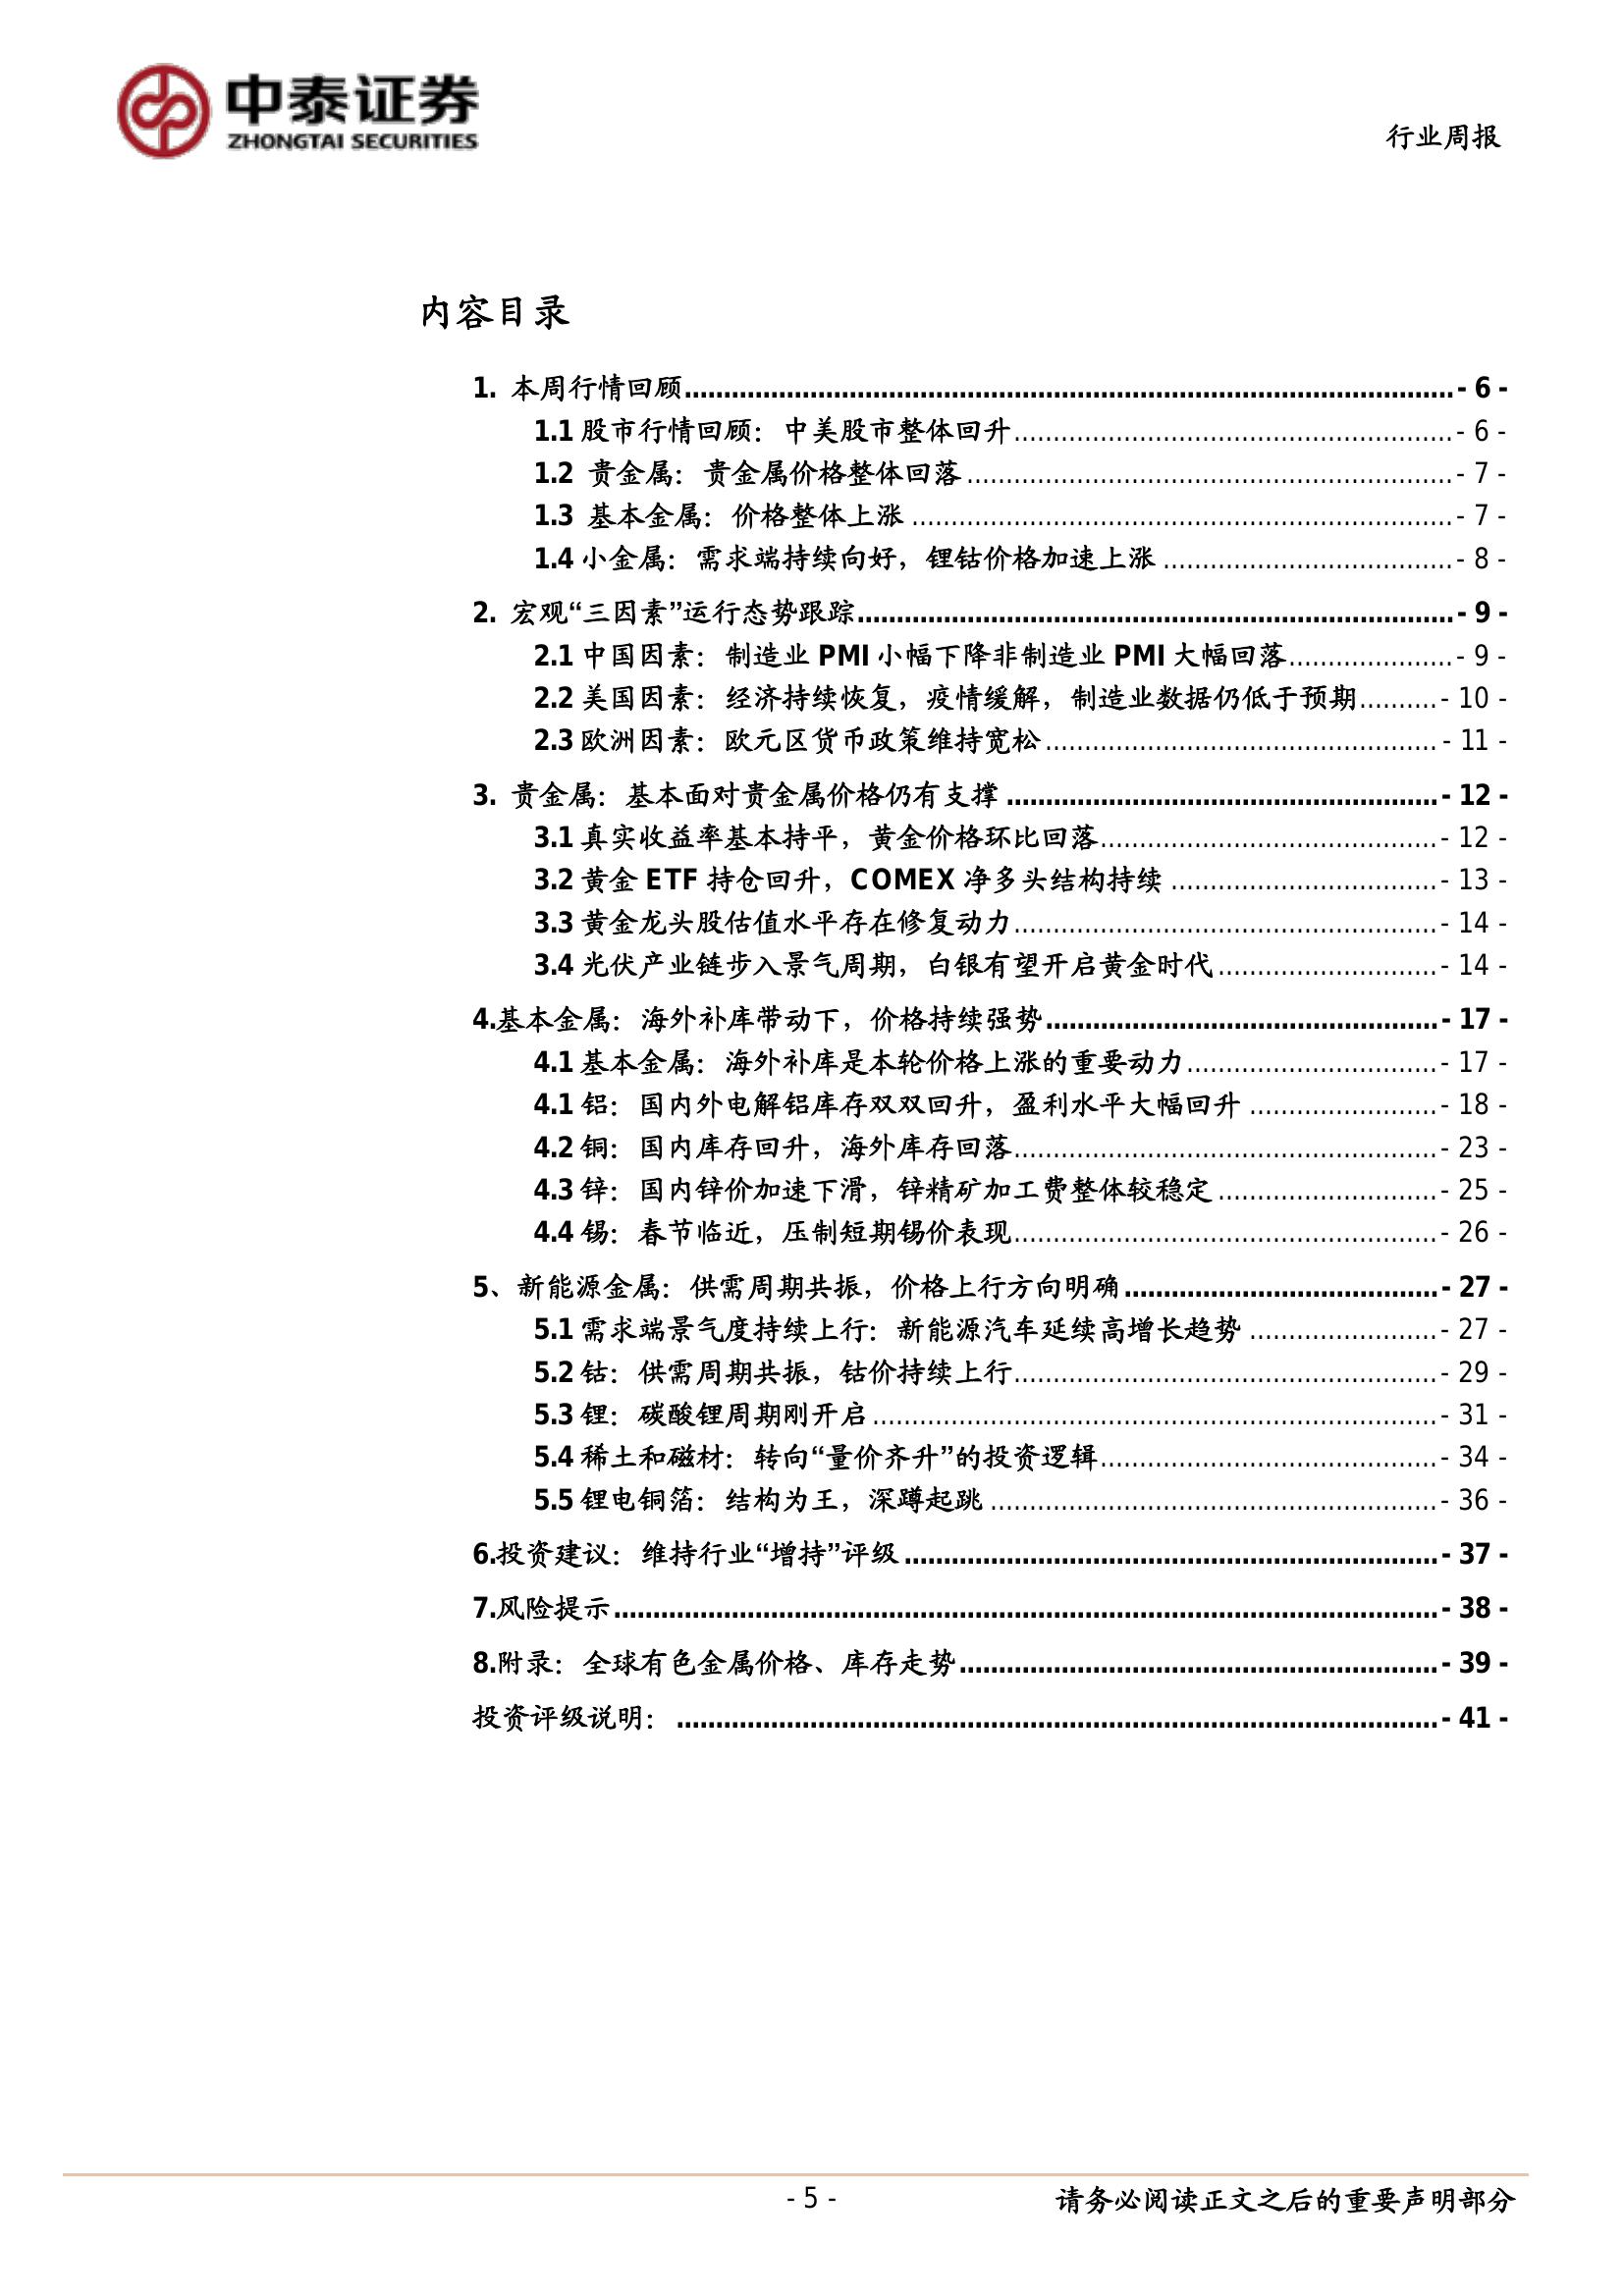 中泰证券
ZHONGTAI SECURITIES
行业周报
内容目录
1. 本周行情回顾 - 6 -
1.1 股市行情回顾：中美股市整体回升 - 6 -
1.2 贵金属：贵金属价格整体回落 - 7 -
1.3 基本金属：价格整体上涨 - 7 -
1.4 小金属：需求端持续向好，锂钴价格加速上涨 - 8 -
2. 宏观“三因素”运行态势跟踪 - 9 -
2.1 中国因素：制造业 PMI 小幅下降非制造业 PMI 大幅回落 - 9 -
2.2 美国因素：经济持续恢复，疫情缓解，制造业数据仍低于预期 - 10 -
2.3 欧洲因素：欧元区货币政策维持宽松 - 11 -
3. 贵金属：基本面对贵金属价格仍有支撑 - 12 -
3.1 真实收益率基本持平，黄金价格环比回落 - 12 -
3.2 黄金 ETF 持仓回升，COMEX 净多头结构持续 - 13 -
3.3 黄金龙头股估值水平存在修复动力 - 14 -
3.4 光伏产业链步入景气周期，白银有望开启黄金时代 - 14 -
4.基本金属：海外补库带动下，价格持续强势 - 17 -
4.1 基本金属：海外补库是本轮价格上涨的重要动力 - 17 -
4.1 铝：国内外电解铝库存双双回升，盈利水平大幅回升 - 18 -
4.2 铜：国内库存回升，海外库存回落 - 23 -
4.3 锌：国内锌价加速下滑，锌精矿加工费整体较稳定 - 25 -
4.4 锡：春节临近，压制短期锡价表现 - 26 -
5、新能源金属：供需周期共振，价格上行方向明确 - 27 -
5.1 需求端景气度持续上行：新能源汽车延续高增长趋势 - 27 -
5.2 钴：供需周期共振，钴价持续上行 - 29 -
5.3 锂：碳酸锂周期刚开启 - 31 -
5.4 稀土和磁材：转向“量价齐升”的投资逻辑 - 34 -
5.5 锂电铜箔：结构为王，深蹲起跳 - 36 -
6.投资建议：维持行业“增持”评级 - 37 -
7.风险提示 - 38 -
8.附录：全球有色金属价格、库存走势 - 39 -
投资评级说明： - 41 -
- 5 -
请务必阅读正文之后的重要声明部分